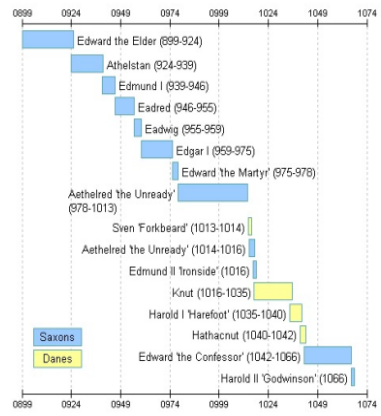 0899 0924 0949 0974 1024 1049 1074
Edward the Elder (899-924)
Athelstan (924-939)
Edmund I (939-946)
Eadred (946-955)
Eadwig (955-959)
Edgar I (959-975)
Edward 'the Martyr' (975-978)
Aethelred 'the Unready'
(978-1013)
Sven 'Forkbeard' (1013-1014)
Aethelred 'the Unready' (1014-1016)
Edmund II 'Ironside' (1016)
Knut (1016-1035)
Harold I 'Harefoot' (1035-1040)
Saxons
Hathacnut (1040-1042)
Danes
Edward 'the Confessor' (1042-1066)
Harold II 'Godwinson' (1066)
0899 0924 0949 0974 1024 1049 1074